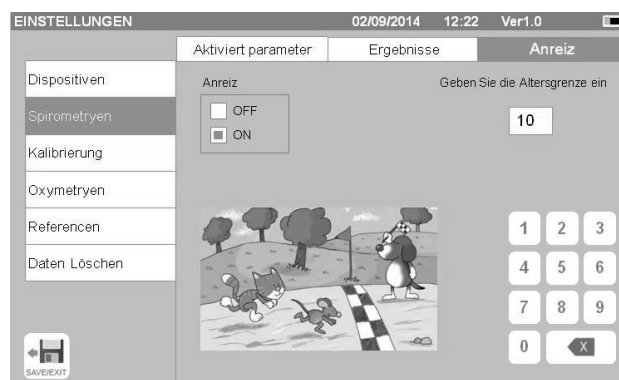 EINSTELLUNGEN 02/09/2014 12:22 Ver1.0
Aktiviert parameter Ergebnisse Anreiz
Dispositiven
Spirometryen
Kalibrierung
Oxymetryen
Referencen
Daten Löschen
SAVE/EXIT
Anreiz
OFF
ON
Geben Sie die Altersgrenze ein
10
1 2 3
4 5 6
7 8 9
0 X